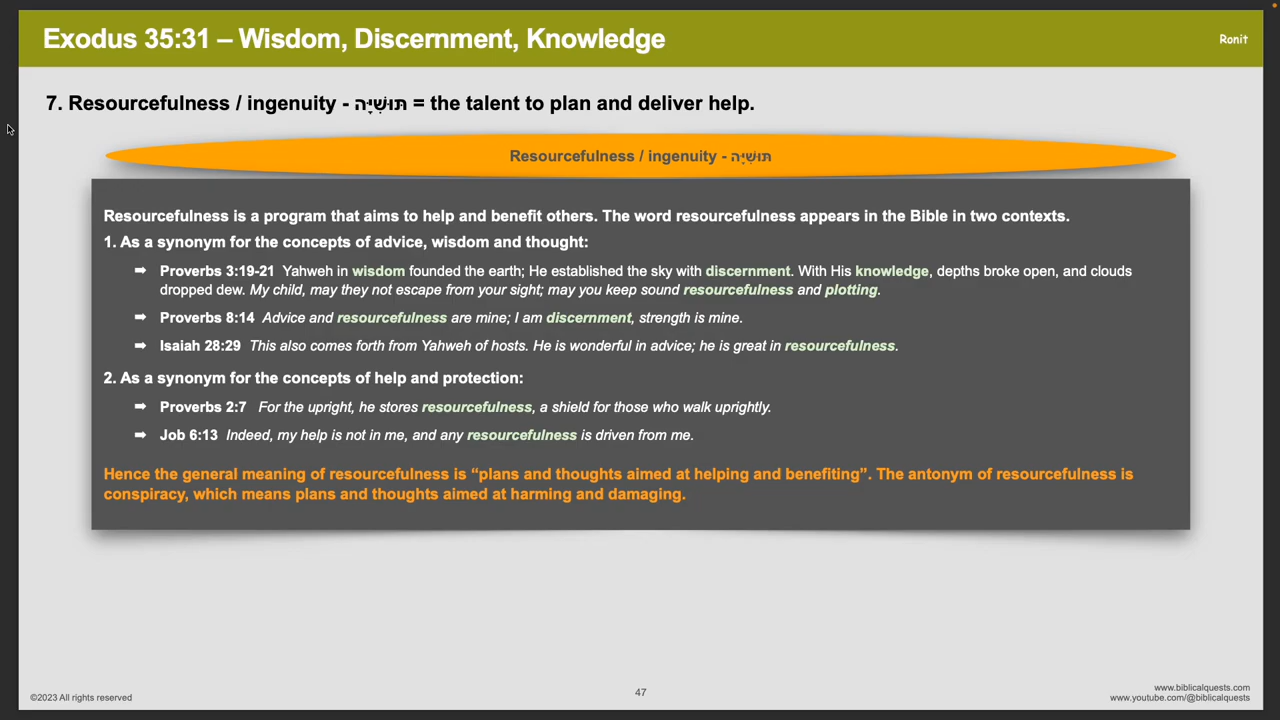 Exodus 35:31 – Wisdom, Discernment, Knowledge
Ronit
7. Resourcefulness / ingenuity - תּוּשִׁיָּה = the talent to plan and deliver help.
Resourcefulness / ingenuity - תּוּשִׁיָּה
Resourcefulness is a program that aims to help and benefit others. The word resourcefulness appears in the Bible in two contexts.
1. As a synonym for the concepts of advice, wisdom and thought:
➡ Proverbs 3:19-21 Yahweh in wisdom founded the earth; He established the sky with discernment. With His knowledge, depths broke open, and clouds
dropped dew. My child, may they not escape from your sight; may you keep sound resourcefulness and plotting.
➡ Proverbs 8:14 Advice and resourcefulness are mine; I am discernment, strength is mine.
➡ Isaiah 28:29 This also comes forth from Yahweh of hosts. He is wonderful in advice; he is great in resourcefulness.
2. As a synonym for the concepts of help and protection:
➡ Proverbs 2:7 For the upright, he stores resourcefulness, a shield for those who walk uprightly.
➡ Job 6:13 Indeed, my help is not in me, and any resourcefulness is driven from me.
Hence the general meaning of resourcefulness is “plans and thoughts aimed at helping and benefiting”. The antonym of resourcefulness is
conspiracy, which means plans and thoughts aimed at harming and damaging.
©2023 All rights reserved
47
www.biblicalquests.com
www.youtube.com/@biblicalquests